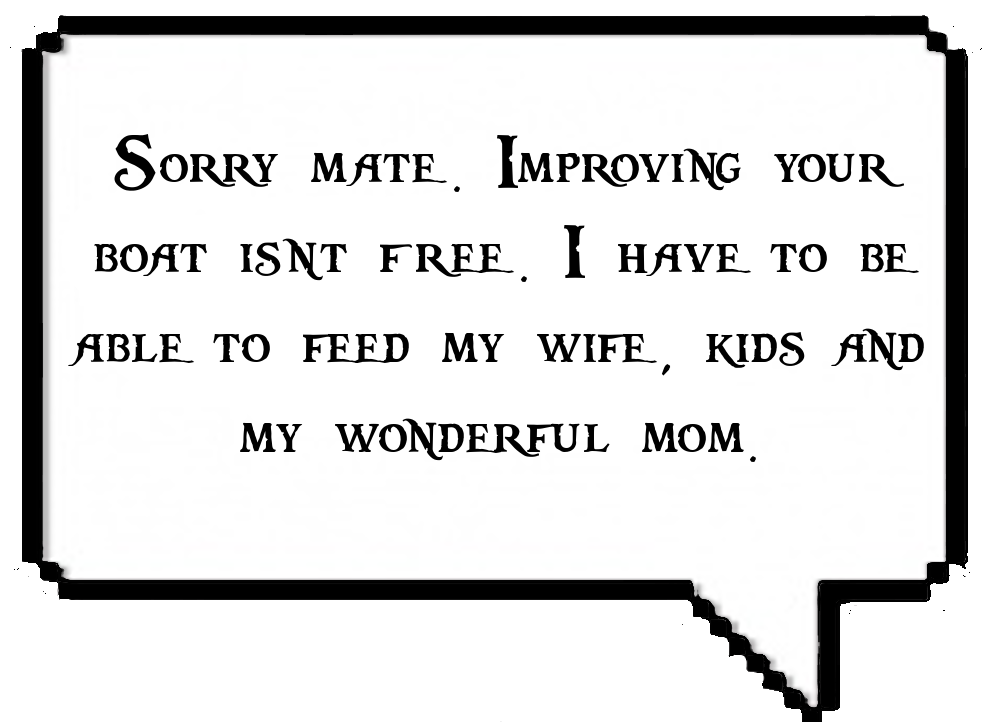 Sorry mate. Improving your
boat isnt free. I have to be
able to feed my wife, kids and
my wonderful mom.